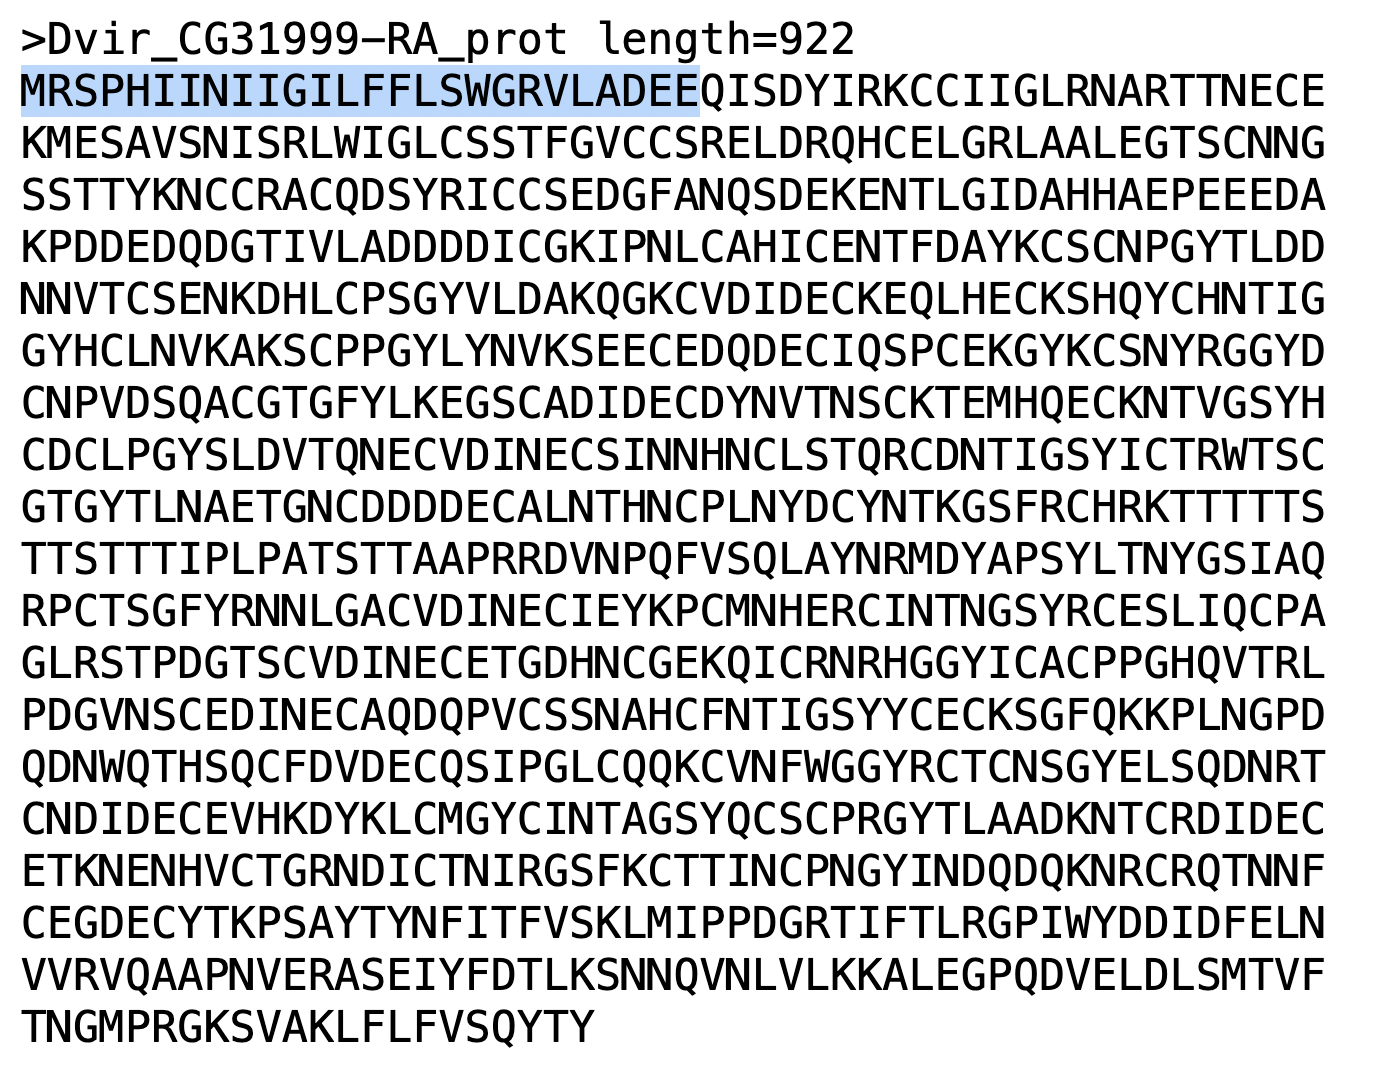 >Dvir_CG31999-RA_prot length=922
MRSPHIINIIGILFFLSWGRVLADEEQISDYIRKCCIIGLRNARTTNECE
KMESAVSNISRLWIGLCSSTFGVCCSRELDRQHCELGRLAALEGTSCNNG
SSTTYKNCCRACQDSYRICCSEDGFANQSDEKENTLGIDAHHAEPEEEDA
KPDDEDQDGTIVLADDDDICGKIPNLCAHICENTFDAYKCSCNPGYTLDD
NNVTCSENKDHLCPSGYVLDAKQGKCVDIDECKEQLHECKSHQYCHNTIG
GYHCLNVKAKSCPPGYLYNVKSEECEDQDECIQSPCEKGYKCSNYRGGYD
CNPVDSQACGTGFYLKEGSCADIDECDYNVTNSCKTEMHQECKNTVGSYH
CDCLPGYSLDVTQNECVDINECSINNHNCLSTQRCDNTIGSYICTRWTSC
GTGYTLNAETGNCDDDDECALNTHNCPLNYDCYNTKGSFRCHRKTTTTTS
TTSTTTIPLPATSTTAAPRRDVNPQFVSQLAYNRMDYAPSYLTNYGSIAQ
RPCTSGFYRNNLGACVDINECIEYKPCMNHERCINTNGSYRCESLIQCPA
GLRSTPDGTSCVDINECETGDHNCGEKQICRNRHGGYICACPPGHQVTRL
PDGVNSCEDINECAQDQPVCSSNAHCFNTIGSYYCECKSGFQKKPLNGPD
QDNWQTHSQCFDVDECQSIPGLCQQKCVNFWGGYRCTCNSGYELSQDNRT
CNDIDECEVHKDYKLCMGYCINTAGSYQCSCPRGYTLAADKNTCRDIDEC
ETKNENHVCTGRNDICTNIRGSFKCTTINCPNGYINDQDQKNRCRQTNNF
CEGDECYTKPSAYTYNFITFVSKLMIPPDGRTIFTLRGPIWYDDIDFELN
VVRVQAAPNVERASEIYFDTLKSNNQVNLVLKKALEGPQDVELDLSMTVF
TNGMPRGKSVAKLFLFVSQYTY